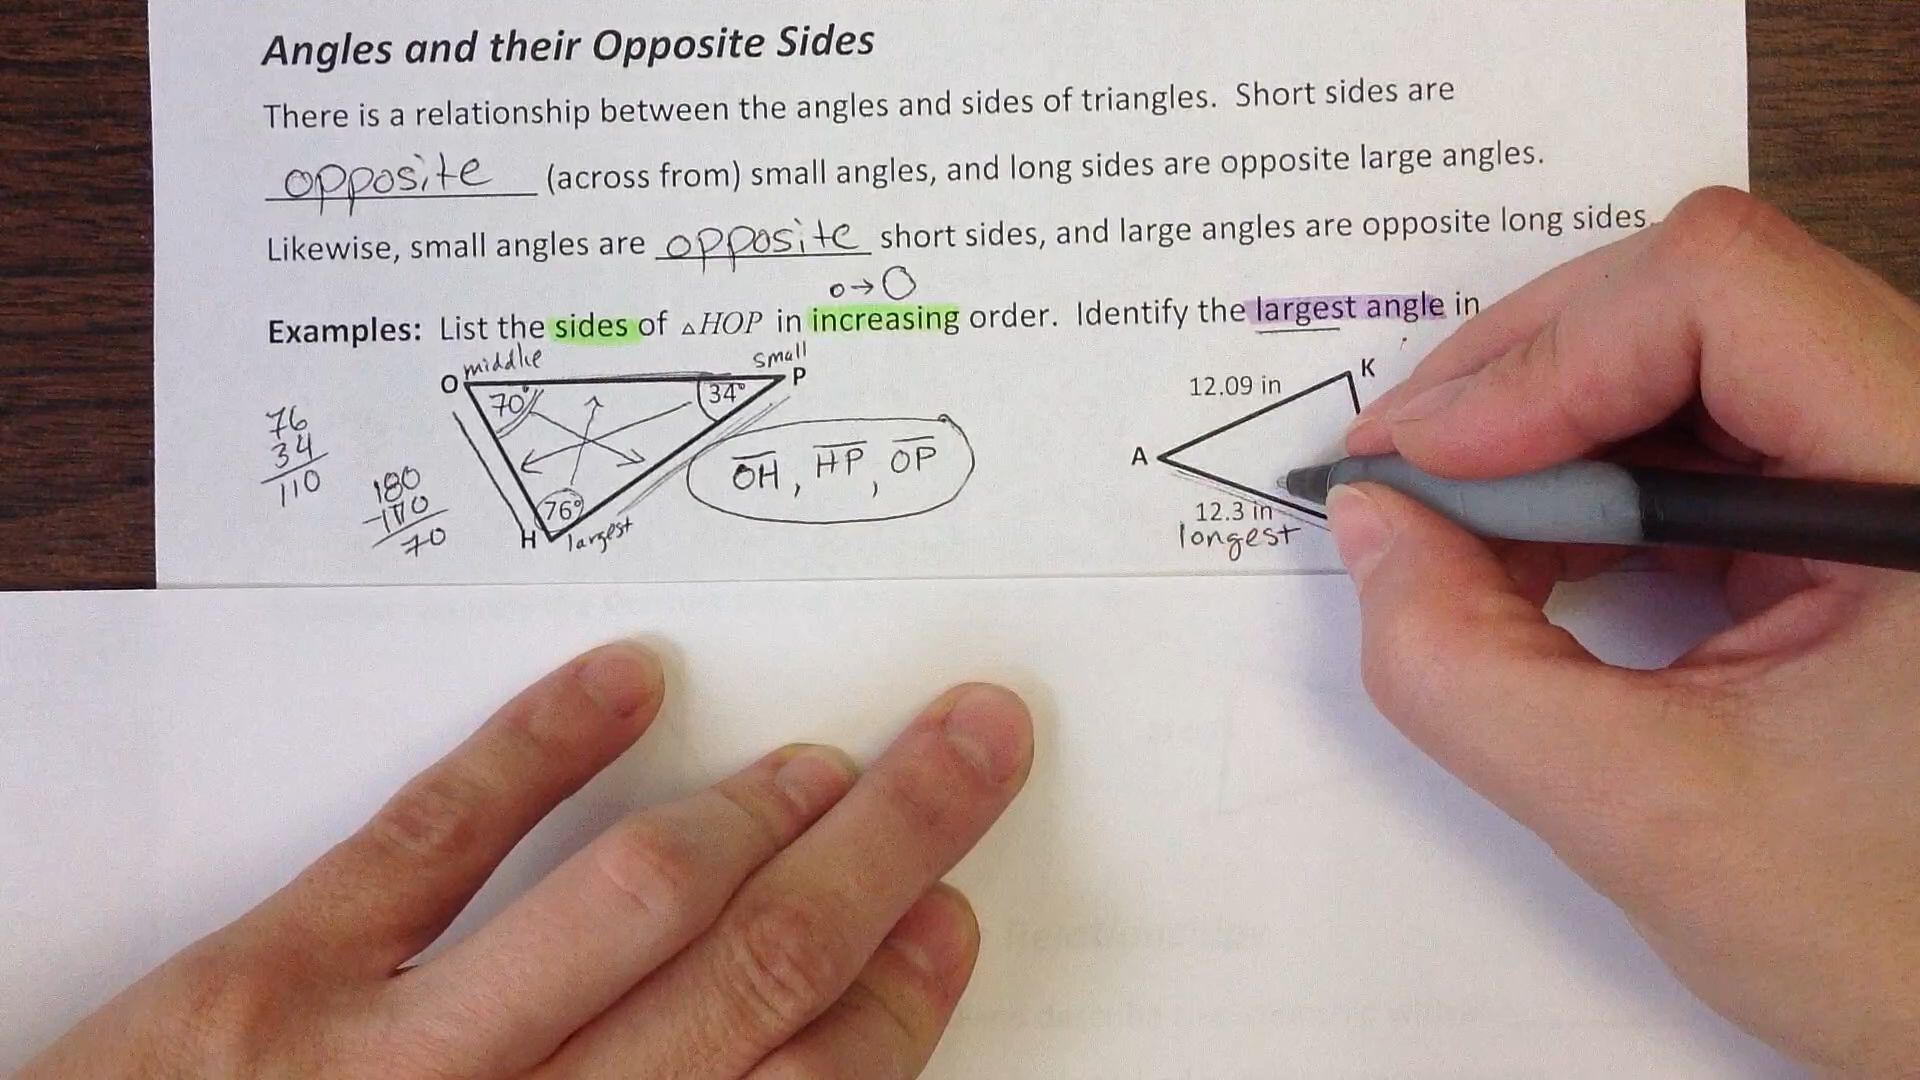 Angles and their Opposite Sides
There is a relationship between the angles and sides of triangles. Short sides are
opposite (across from) small angles, and long sides are opposite large angles.
Likewise, small angles are opposite short sides, and large angles are opposite long sides.
o→O
Examples: List the sides of △HOP in increasing order. Identify the largest angle in
middle small
O P K
70° 34° 12.09 in
76
34
110
180
-110
70
OH, HP, OP
A
76°
12.3 in
H largest longest